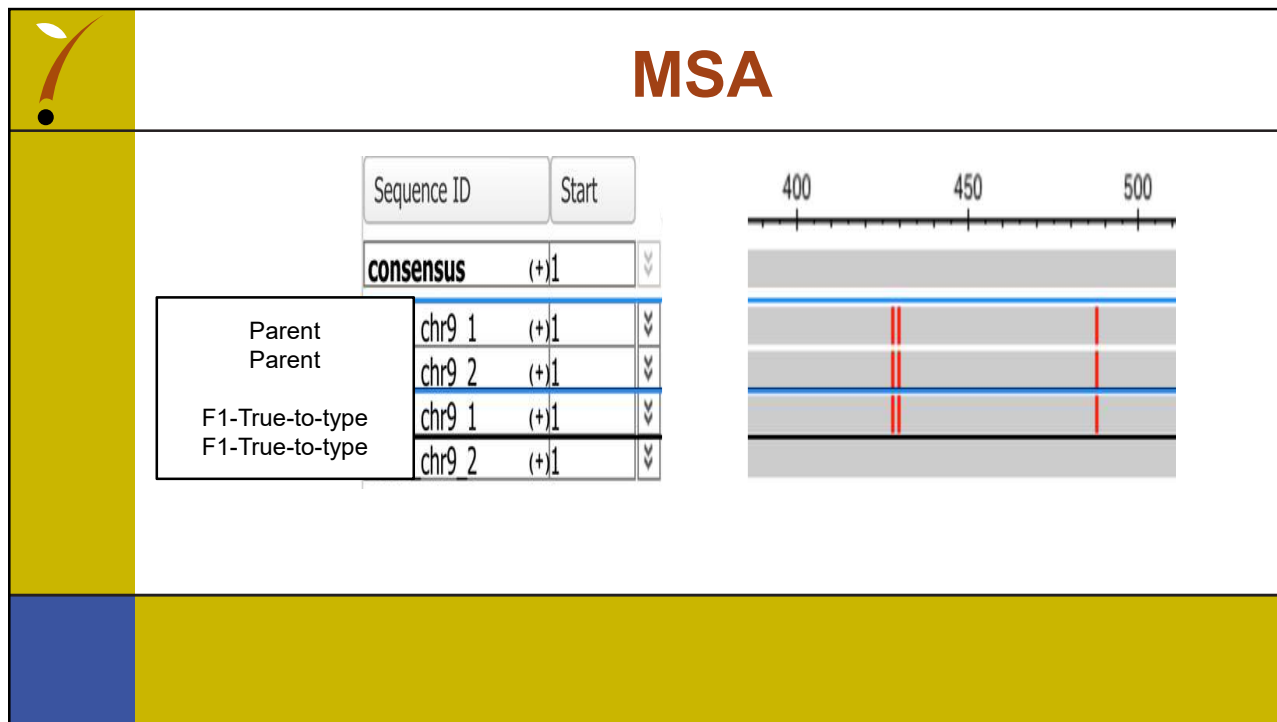 MSA
Sequence ID Start
400 450 500
consensus (+) 1
Parent
Parent
F1-True-to-type
F1-True-to-type
chr9_1 (+) 1
chr9_2 (+) 1
chr9_1 (+) 1
chr9_2 (+) 1